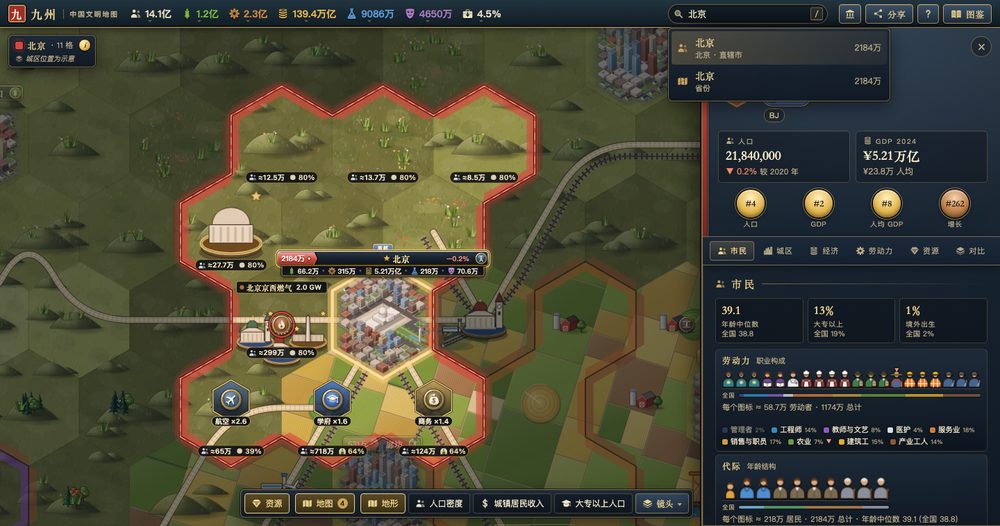 九 九州 中国文明地图 14.1亿 1.2亿 2.3亿 139.4万亿 9086万 4650万 4.5%
北京 /
分享 ? 图鉴
北京 · 11 格
城区位置为示意
北京 2184万
北京 · 直辖市
北京 2184万
省份
BJ
人口
21,840,000
▼ 0.2% 较 2020 年
GDP 2024
¥5.21万亿
¥23.8万 人均
#4 #2 #8 #262
人口 GDP 人均 GDP 增长
市民 城区 经济 劳动力 资源 对比
市民
39.1
年龄中位数
全国 38.8
13%
大专以上
全国 19%
1%
境外出生
全国 2%
劳动力 职业构成
全国
每个图标 ≈ 58.7万 劳动者 · 1174万 总计
管理者 2% 工程师 14% 教师与文艺 8% 医护 4% 服务业 18%
销售与职员 17% 农业 7% ▼ 建筑工 15% 产业工人 14%
代际 年龄结构
全国
每个图标 ≈ 218万 居民 · 2184万 总计 · 年龄中位数 39.1 (全国 38.8)
≈12.5万 80% ≈13.7万 80% ≈8.5万 80%
≈27.7万 80%
2184万 北京 −0.2%
66.2万 · 315万 · 5.21万亿 · 218万 · 70.6万
北京京西燃气 2.0 GW
≈299万 80%
航空 ×2.6 学府 ×1.6 商务 ×1.4
≈65万 39% ≈718万 64% ≈124万 64%
资源 地图 4 地形 人口密度 $ 城镇居民收入 大专以上人口 镜头